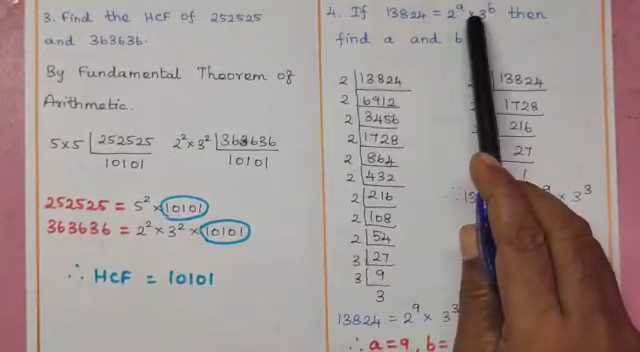 3. Find the HCF of 252525
and 363636.
By Fundamental Theorem of
Arithmetic.
5×5 | 252525
10101
2²×3² | 363636
10101
252525 = 5² × 10101
363636 = 2² × 3² × 10101
∴ HCF = 10101
4. If 13824 = 2ᵃ × 3ᵇ then
find a and b
2 | 13824
2 | 6912
2 | 3456
2 | 1728
2 | 864
2 | 432
2 | 216
2 | 108
2 | 54
3 | 27
3 | 9
3
13824
1728
216
27
1
× 3³
13824 = 2⁹ × 3³
∴ a=9, b=